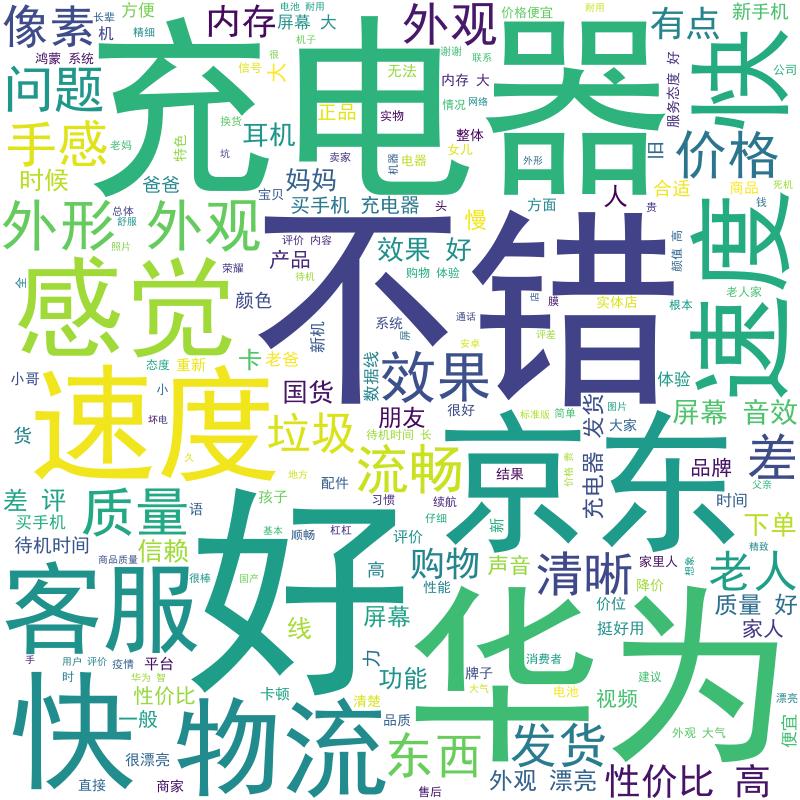 像素
内存
外观
有点
新手机
充电器
快
问题
手感
时候
耳机
价格
爸爸
妈妈
买手机 充电器
外形 外观
感觉
不错
速度
效果 好
产品
颜色
新机
系统
数据线
老爸
重新
国货
卡
效果
体验
屏幕 音效
速度
垃圾
朋友
很好
流畅
京东
差
品牌
发货
充电器
差 评
质量
买手机
待机时间
信赖
评价
购物
声音
清晰
下单
老人
质量 好
家人
客服
好
华为
快
物流
线
屏幕
功能
力
高
性能
价位
挺好用
性价比
平台
一般
卡顿
清楚
东西
发货
视频
便宜
很漂亮
直接
商家
品质
售后
外观 漂亮
性价比 高
牌子
电池
消费者
建议
漂亮
外观 大气
大气
家里人
降价
想象
精致
父亲
时间
大家
图片
简单
标准版
待机时间 长
结果
续航
习惯
仔细
杠杠
顺畅
基本
孩子
配件
地方
国产
很棒
商品质量
用户 评价
疫情
华为 智
手
时
语
货
小哥
态度
坏电
久
小
全
照片
舒服
总体
荣耀
评价 内容
待机
购物 体验
头
方面
人
合适
商品
死机
钱
贵
慢
膜
实体店
根本
老人家
颜值 高
通话
屏
店
安卓
评差
宝贝
女儿
电器
机器
卖家
实物
正品
整体
外形
情况
网络
内存 大
无法
信号
大
换货
坑
特色
老妈
鸿蒙 系统
机
长辈
方便
精细
屏幕 大
电池 耐用
机子
很
谢谢
联系
价格便宜
耐用
公司
服务态度 好
旧
新